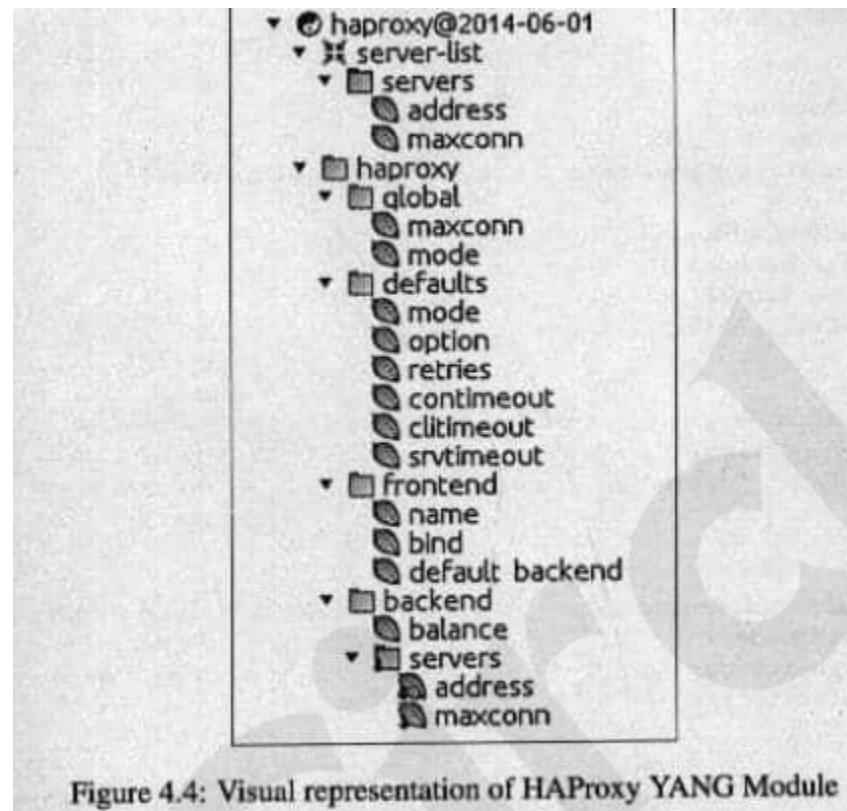 haproxy@2014-06-01
server-list
servers
address
maxconn
haproxy
global
maxconn
mode
defaults
mode
option
retries
contimeout
clitimeout
srvtimeout
frontend
name
bind
default backend
backend
balance
servers
address
maxconn
Figure 4.4: Visual representation of HAProxy YANG Module